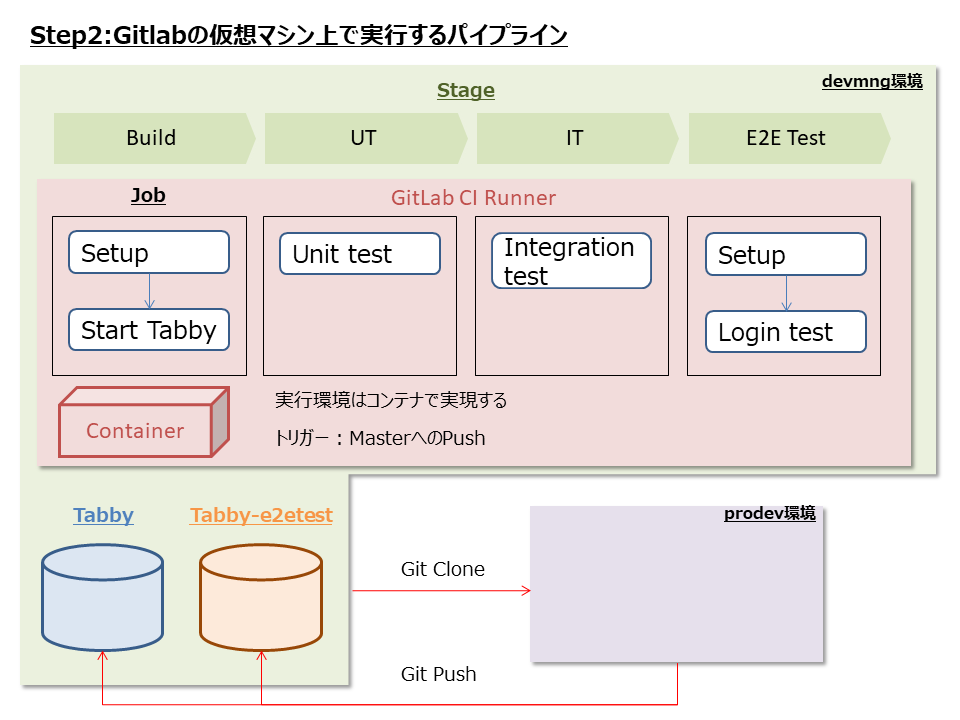 Step2:Gitlabの仮想マシン上で実行するパイプライン
devmng環境
Stage
Build
UT
IT
E2E Test
Job
GitLab CI Runner
Setup
Start Tabby
Unit test
Integration
test
Setup
Login test
Container
実行環境はコンテナで実現する
トリガー：MasterへのPush
Tabby
Tabby-e2etest
prodev環境
Git Clone
Git Push